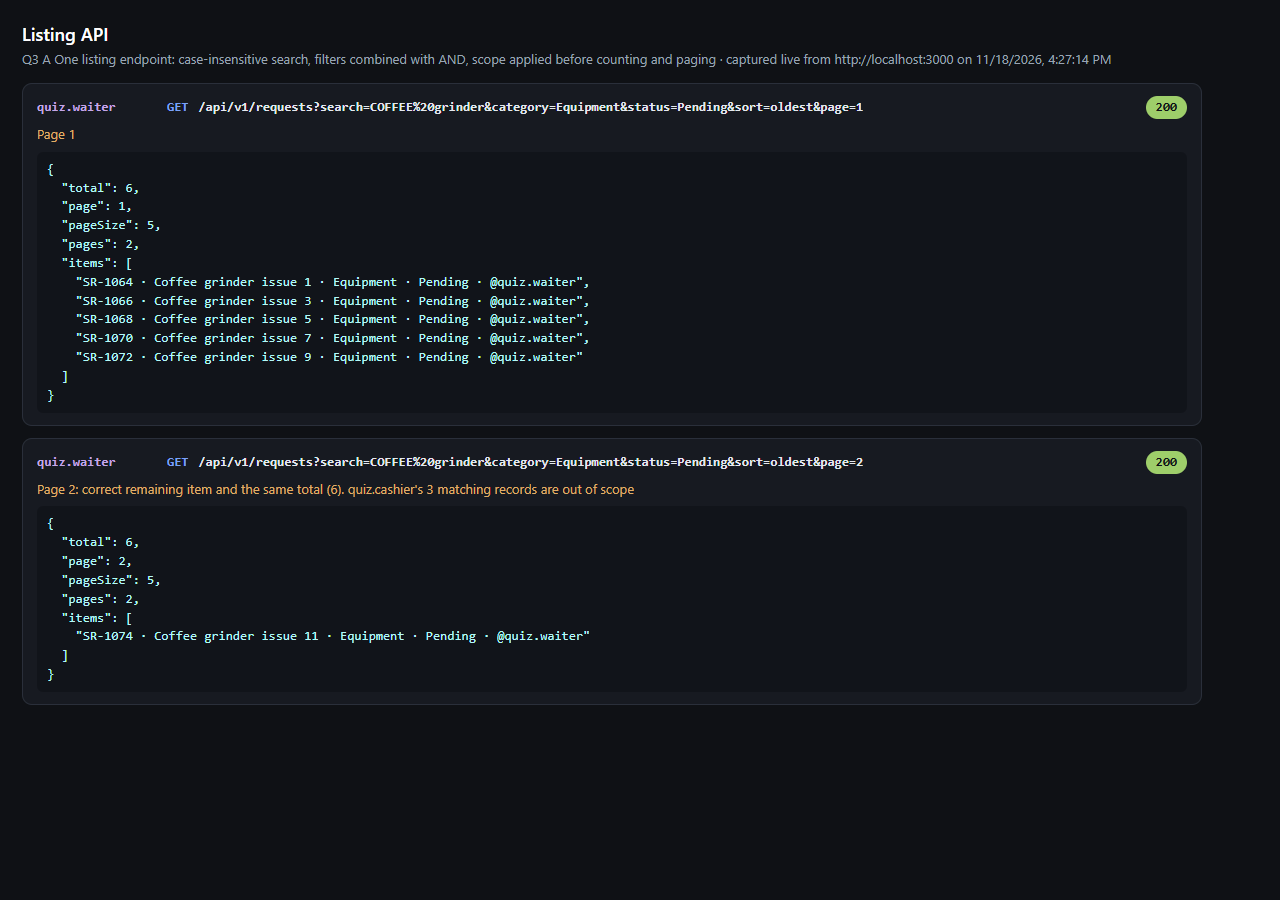 Listing API
Q3 A One listing endpoint: case-insensitive search, filters combined with AND, scope applied before counting and paging · captured live from http://localhost:3000 on 11/18/2026, 4:27:14 PM
quiz.waiter GET /api/v1/requests?search=COFFEE%20grinder&category=Equipment&status=Pending&sort=oldest&page=1 200
Page 1
{
  "total": 6,
  "page": 1,
  "pageSize": 5,
  "pages": 2,
  "items": [
    "SR-1064 · Coffee grinder issue 1 · Equipment · Pending · @quiz.waiter",
    "SR-1066 · Coffee grinder issue 3 · Equipment · Pending · @quiz.waiter",
    "SR-1068 · Coffee grinder issue 5 · Equipment · Pending · @quiz.waiter",
    "SR-1070 · Coffee grinder issue 7 · Equipment · Pending · @quiz.waiter",
    "SR-1072 · Coffee grinder issue 9 · Equipment · Pending · @quiz.waiter"
  ]
}
quiz.waiter GET /api/v1/requests?search=COFFEE%20grinder&category=Equipment&status=Pending&sort=oldest&page=2 200
Page 2: correct remaining item and the same total (6). quiz.cashier's 3 matching records are out of scope
{
  "total": 6,
  "page": 2,
  "pageSize": 5,
  "pages": 2,
  "items": [
    "SR-1074 · Coffee grinder issue 11 · Equipment · Pending · @quiz.waiter"
  ]
}